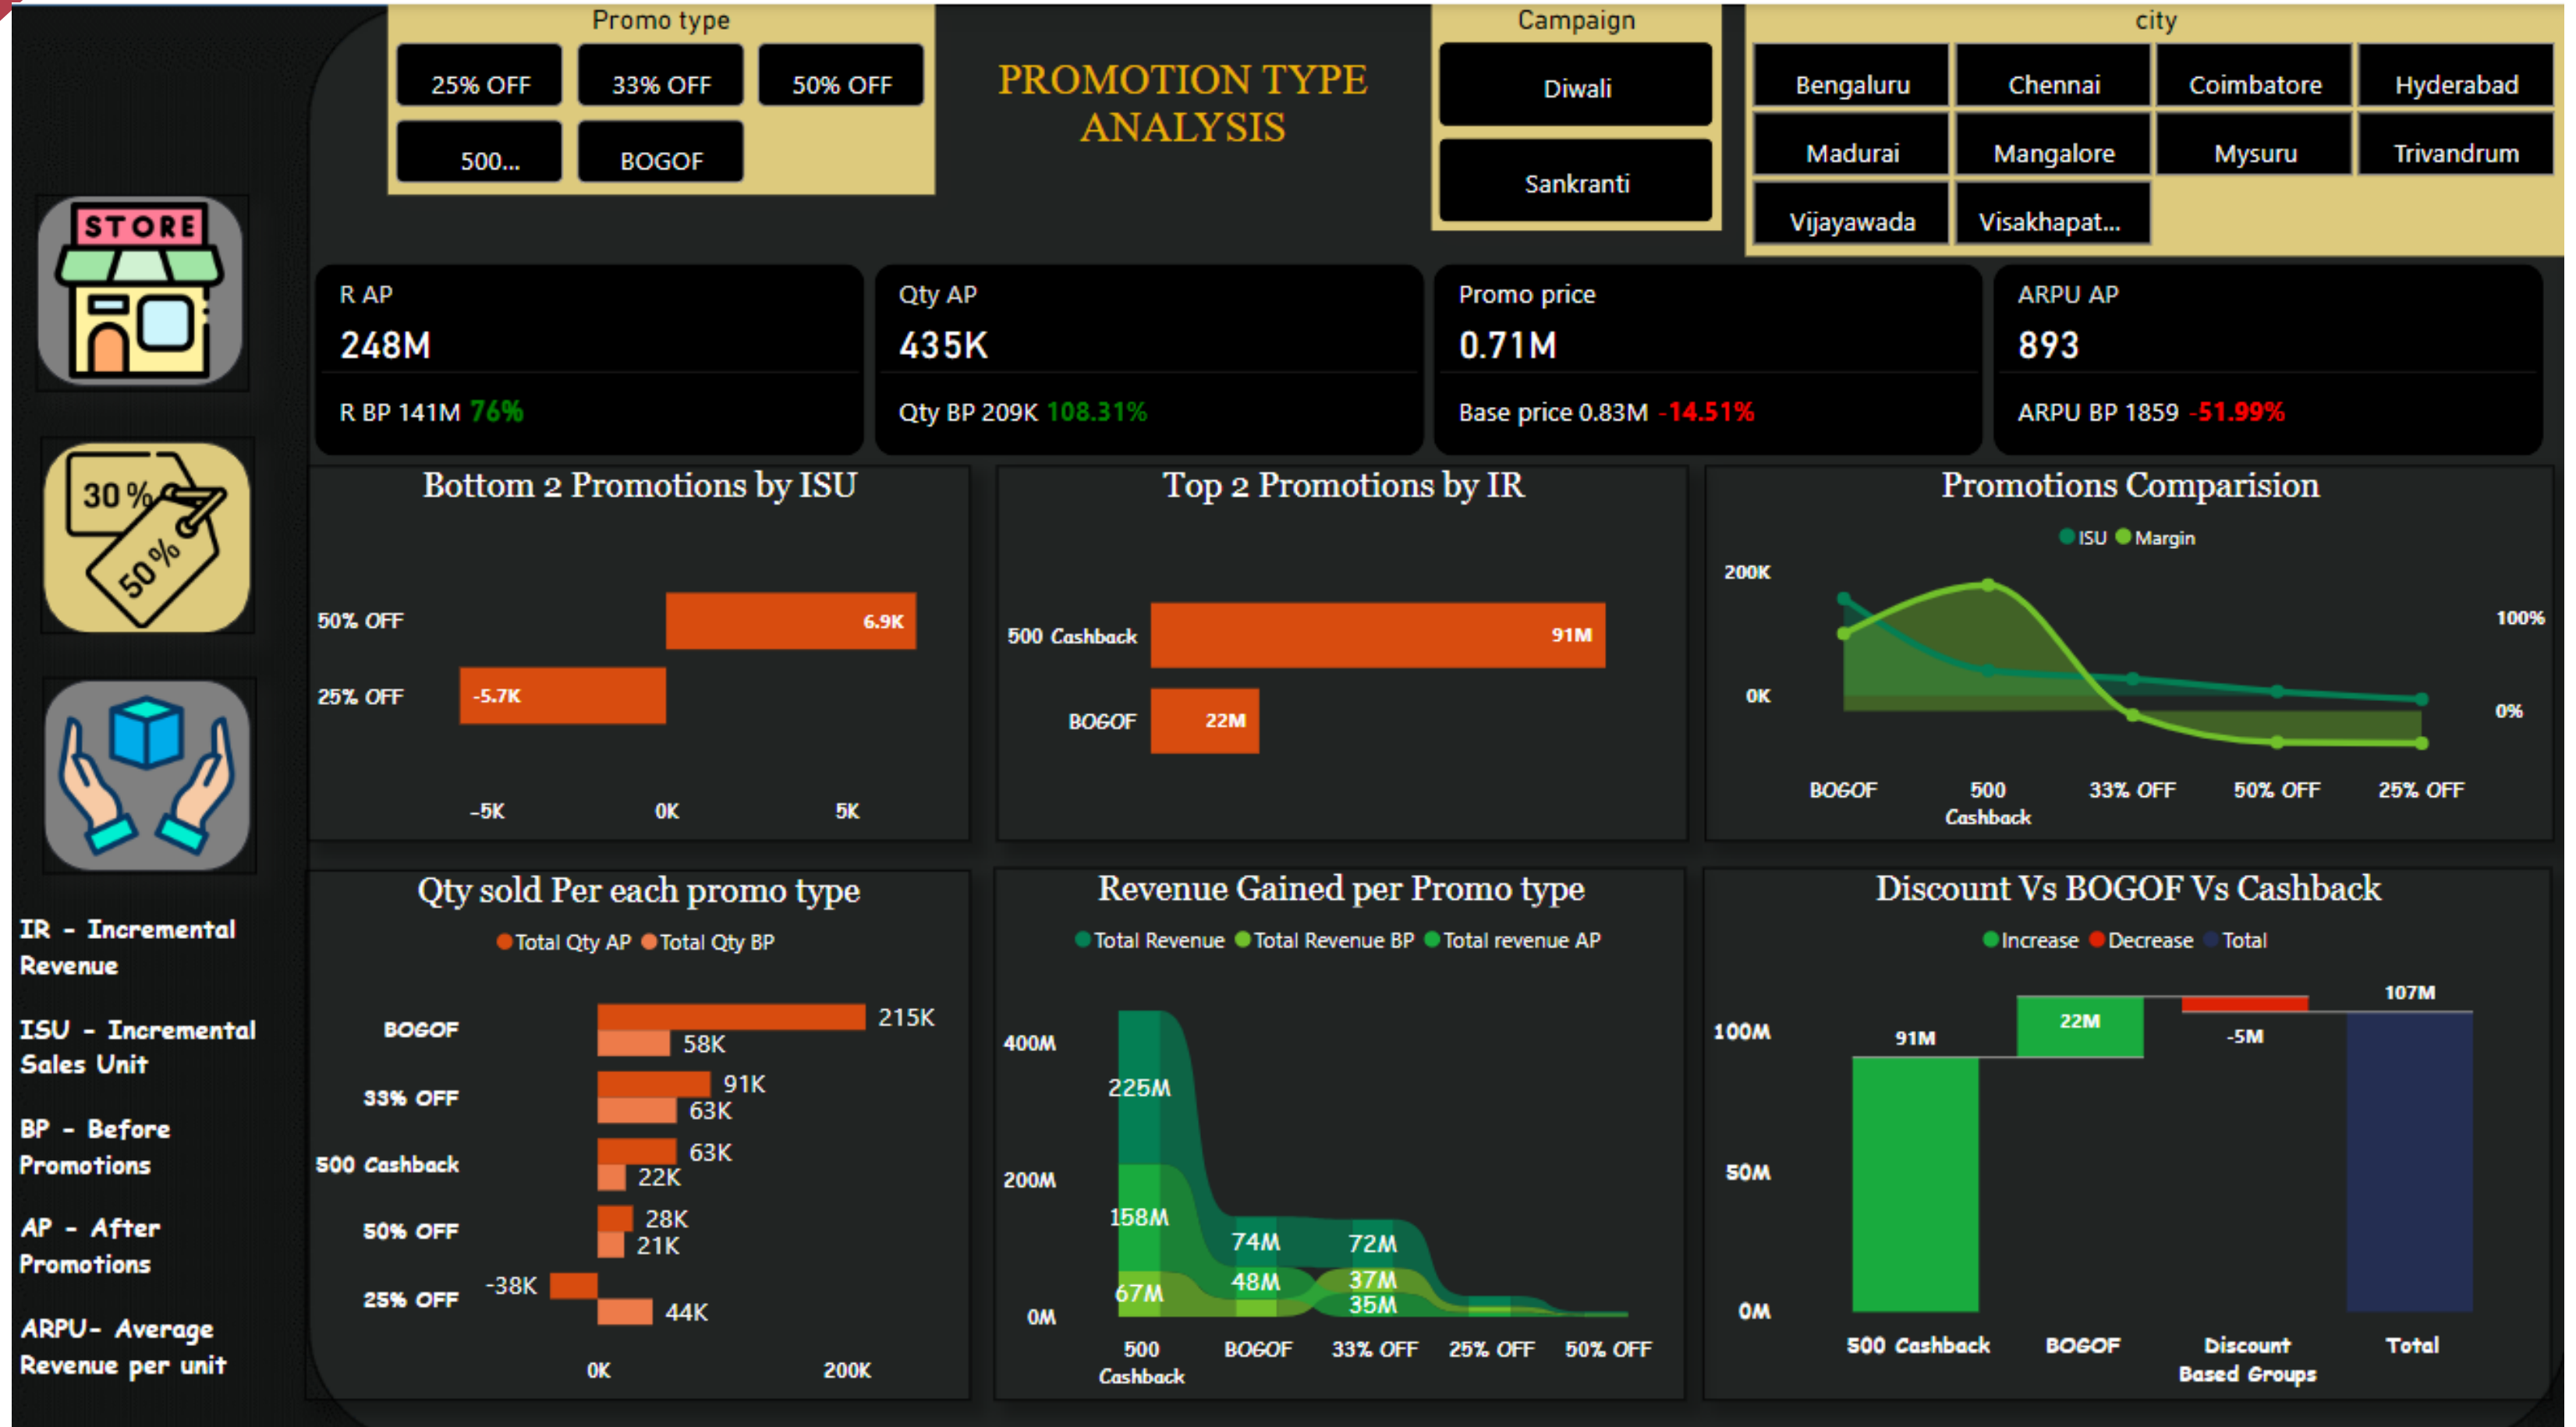 Promo type
25% OFF
33% OFF
50% OFF
500...
BOGOF
PROMOTION TYPE
ANALYSIS
Campaign
Diwali
Sankranti
city
Bengaluru
Chennai
Coimbatore
Hyderabad
Madurai
Mangalore
Mysuru
Trivandrum
Vijayawada
Visakhapat...
STORE
30%
50%
IR - Incremental
Revenue
ISU - Incremental
Sales Unit
BP - Before
Promotions
AP - After
Promotions
ARPU- Average
Revenue per unit
R AP
248M
R BP 141M 76%
Qty AP
435K
Qty BP 209K 108.31%
Promo price
0.71M
Base price 0.83M -14.51%
ARPU AP
893
ARPU BP 1859 -51.99%
Bottom 2 Promotions by ISU
50% OFF
6.9K
25% OFF
-5.7K
-5K
0K
5K
Top 2 Promotions by IR
500 Cashback
91M
BOGOF
22M
Promotions Comparision
ISU
Margin
200K
100%
0K
0%
BOGOF
500
Cashback
33% OFF
50% OFF
25% OFF
Qty sold Per each promo type
Total Qty AP
Total Qty BP
BOGOF
215K
58K
33% OFF
91K
63K
500 Cashback
63K
22K
50% OFF
28K
21K
25% OFF
-38K
44K
0K
200K
Revenue Gained per Promo type
Total Revenue
Total Revenue BP
Total revenue AP
400M
225M
200M
158M
74M
72M
48M
37M
67M
35M
0M
500
Cashback
BOGOF
33% OFF
25% OFF
50% OFF
Discount Vs BOGOF Vs Cashback
Increase
Decrease
Total
107M
100M
91M
22M
-5M
50M
0M
500 Cashback
BOGOF
Discount
Based Groups
Total